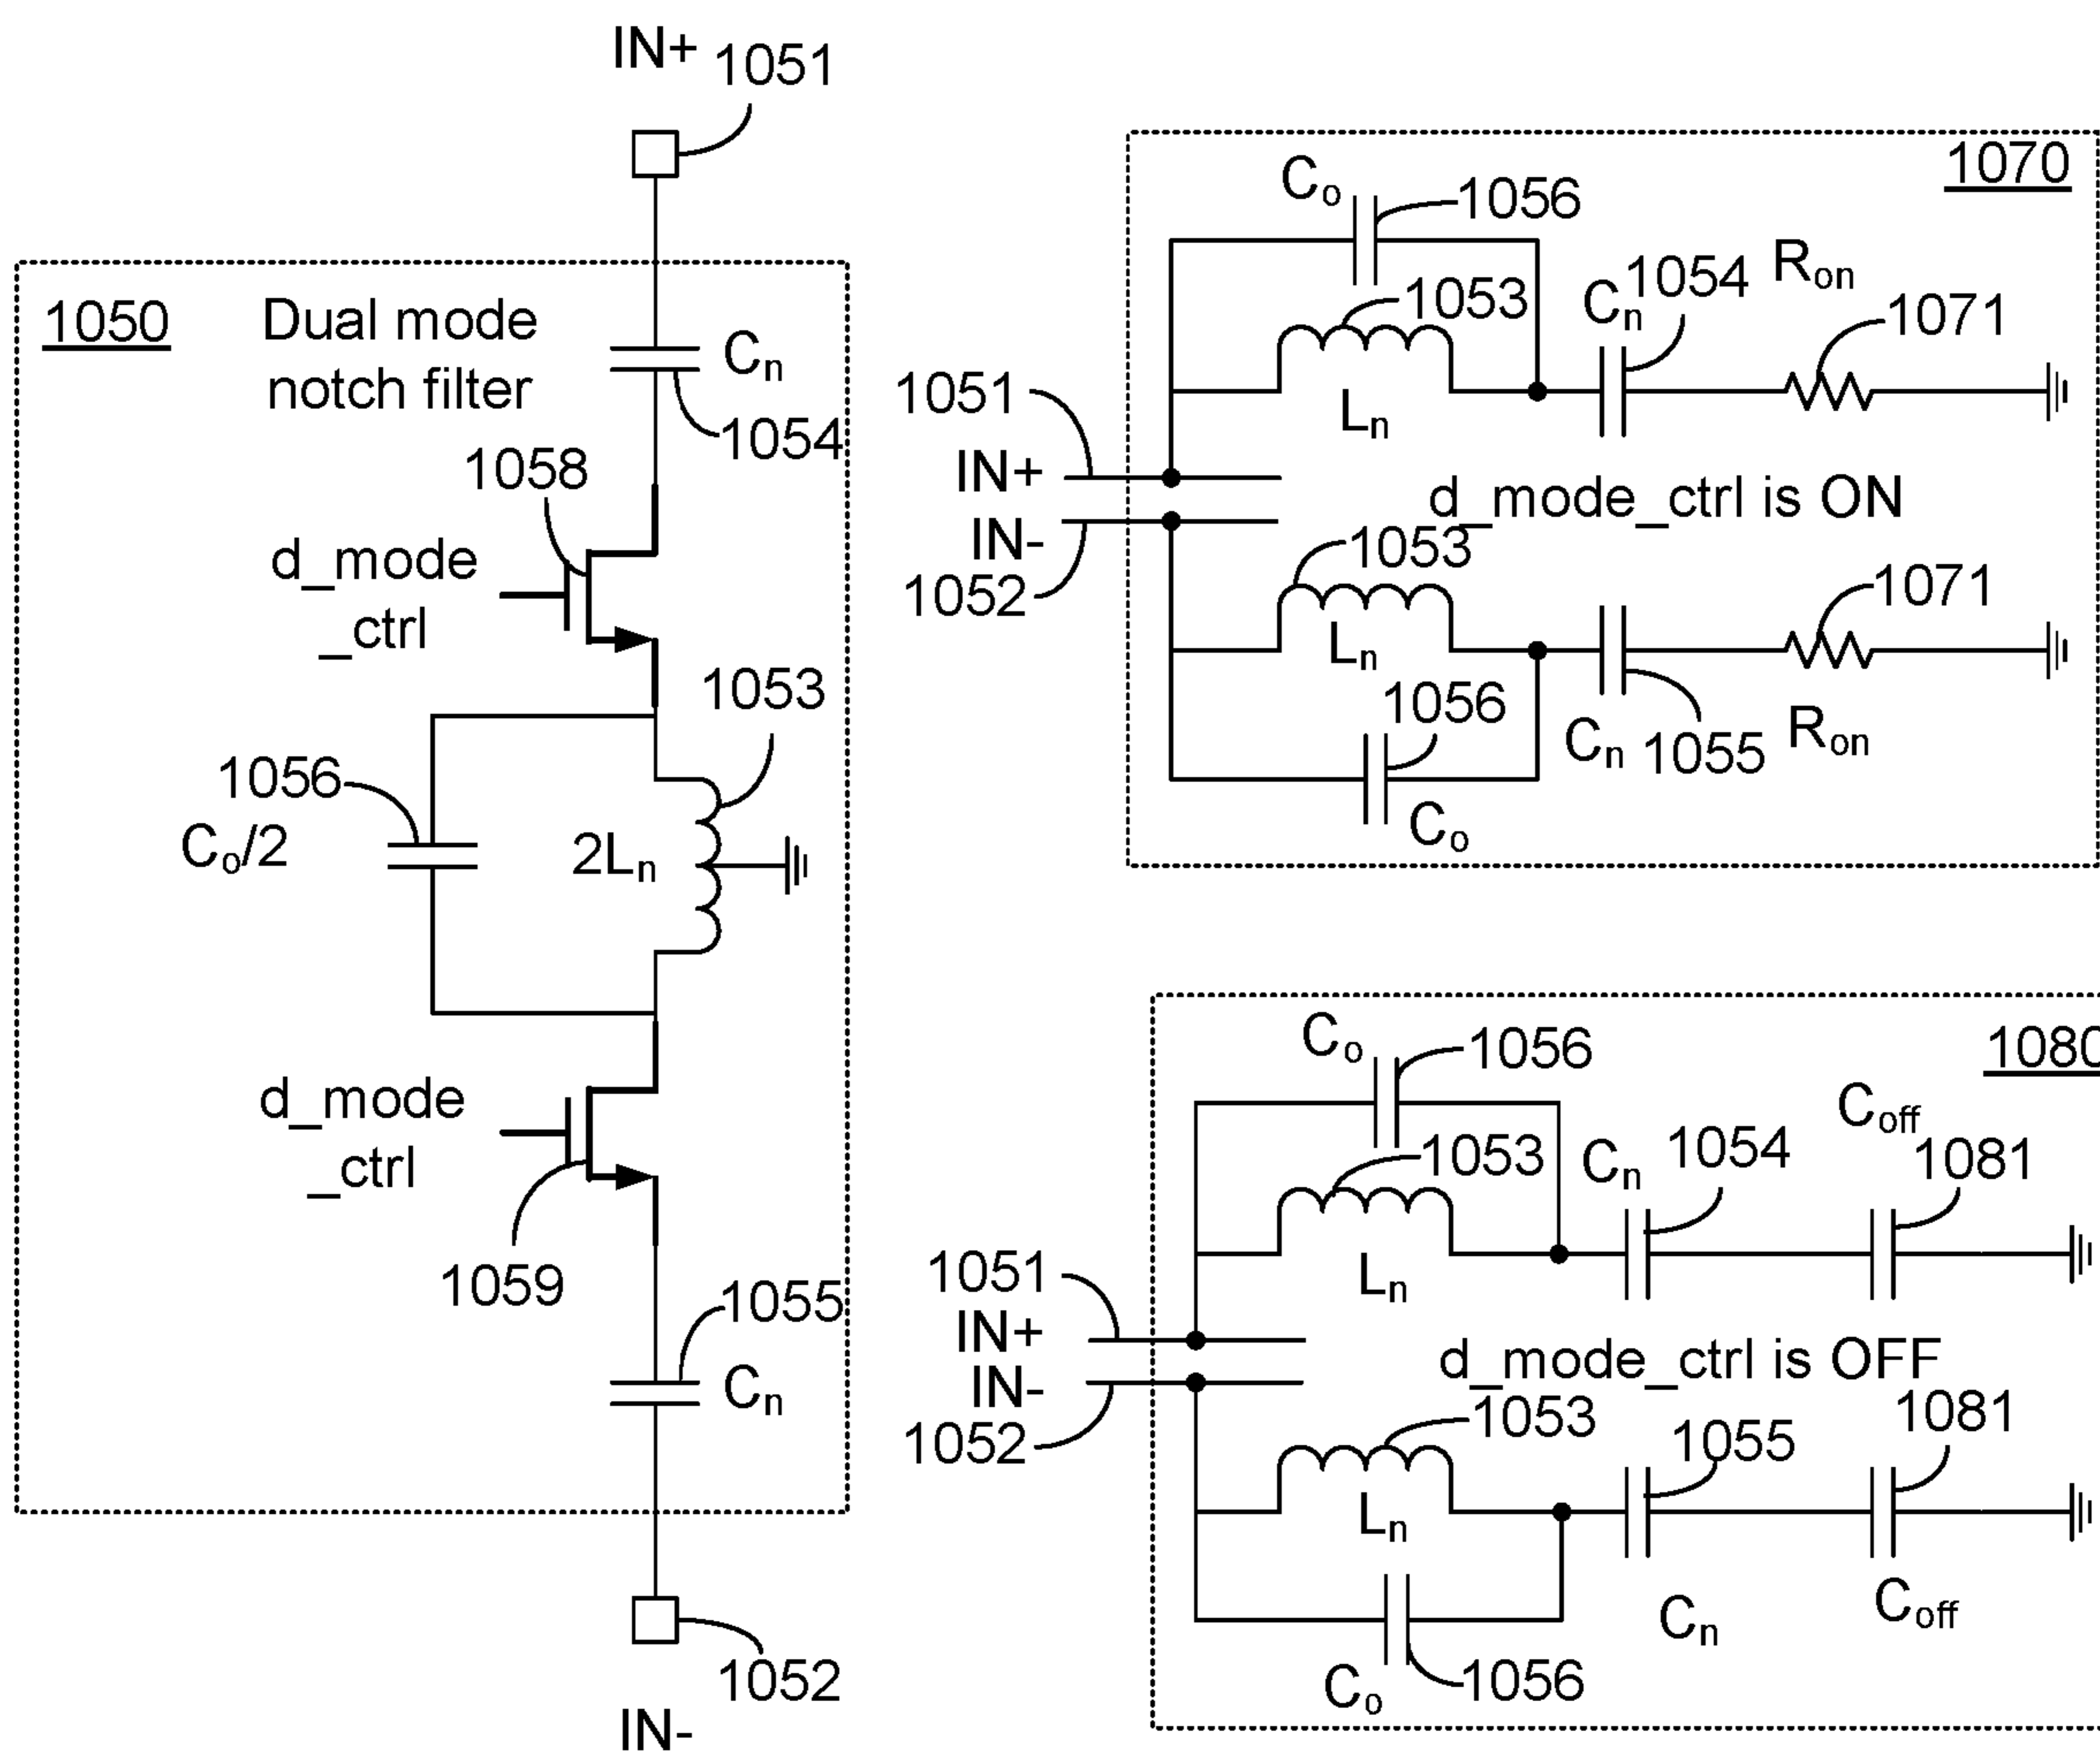 IN+ 1051
1050
Dual mode
notch filter
Cn
1054
1058
d_mode
_ctrl
1053
1056
Co/2
2Ln
d_mode
_ctrl
1059
1055
Cn
1052
IN-
1070
Co
1056
1053
Cn
1054
Ron
1071
Ln
1051
IN+
IN-
1052
d_mode_ctrl is ON
1053
1071
Ln
1056
Cn
1055
Ron
Co
1080
Co
1056
1053
Cn
1054
Coff
1081
Ln
1051
IN+
IN-
1052
d_mode_ctrl is OFF
1053
1055
1081
Ln
Cn
Coff
Co
1056